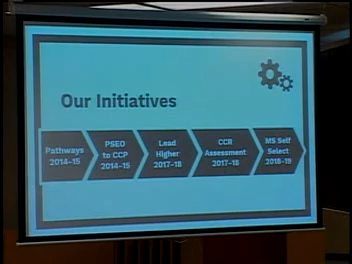 Our Initiatives
Pathways
2014-15
PSEO
to CCP
2014-15
Lead
Higher
2017-18
CCR
Assessment
2017-18
MS Self
Select
2018-19